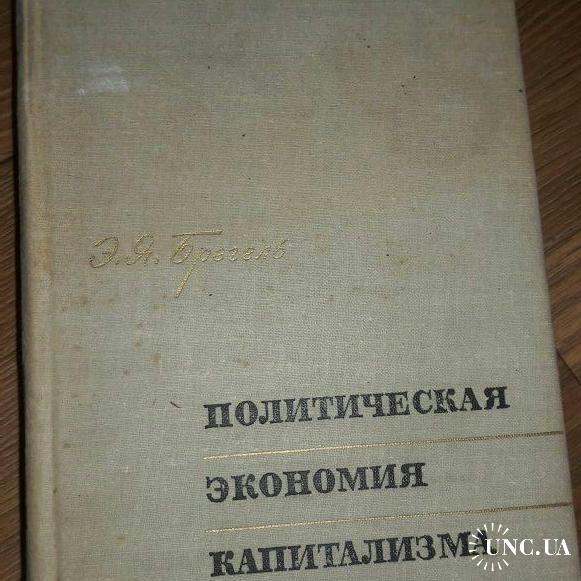 Э.Я. Брегель
ПОЛИТИЧЕСКАЯ
ЭКОНОМИЯ
КАПИТАЛИЗМА
UNC.UA